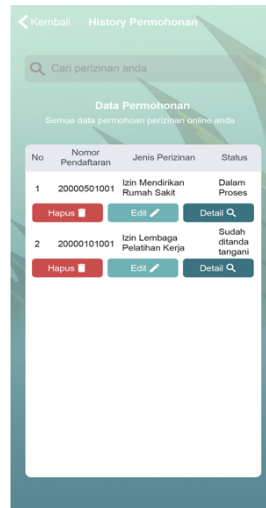 Kembali History Permohonan
Cari perizinan anda
Data Permohonan
Semua data permohoan perizinan online anda
No Nomor Pendaftaran Jenis Perizinan Status
1 20000501001 Izin Mendirikan Rumah Sakit Dalam Proses
Hapus Edit Detail
2 20000101001 Izin Lembaga Pelatihan Kerja Sudah ditanda tangani
Hapus Edit Detail